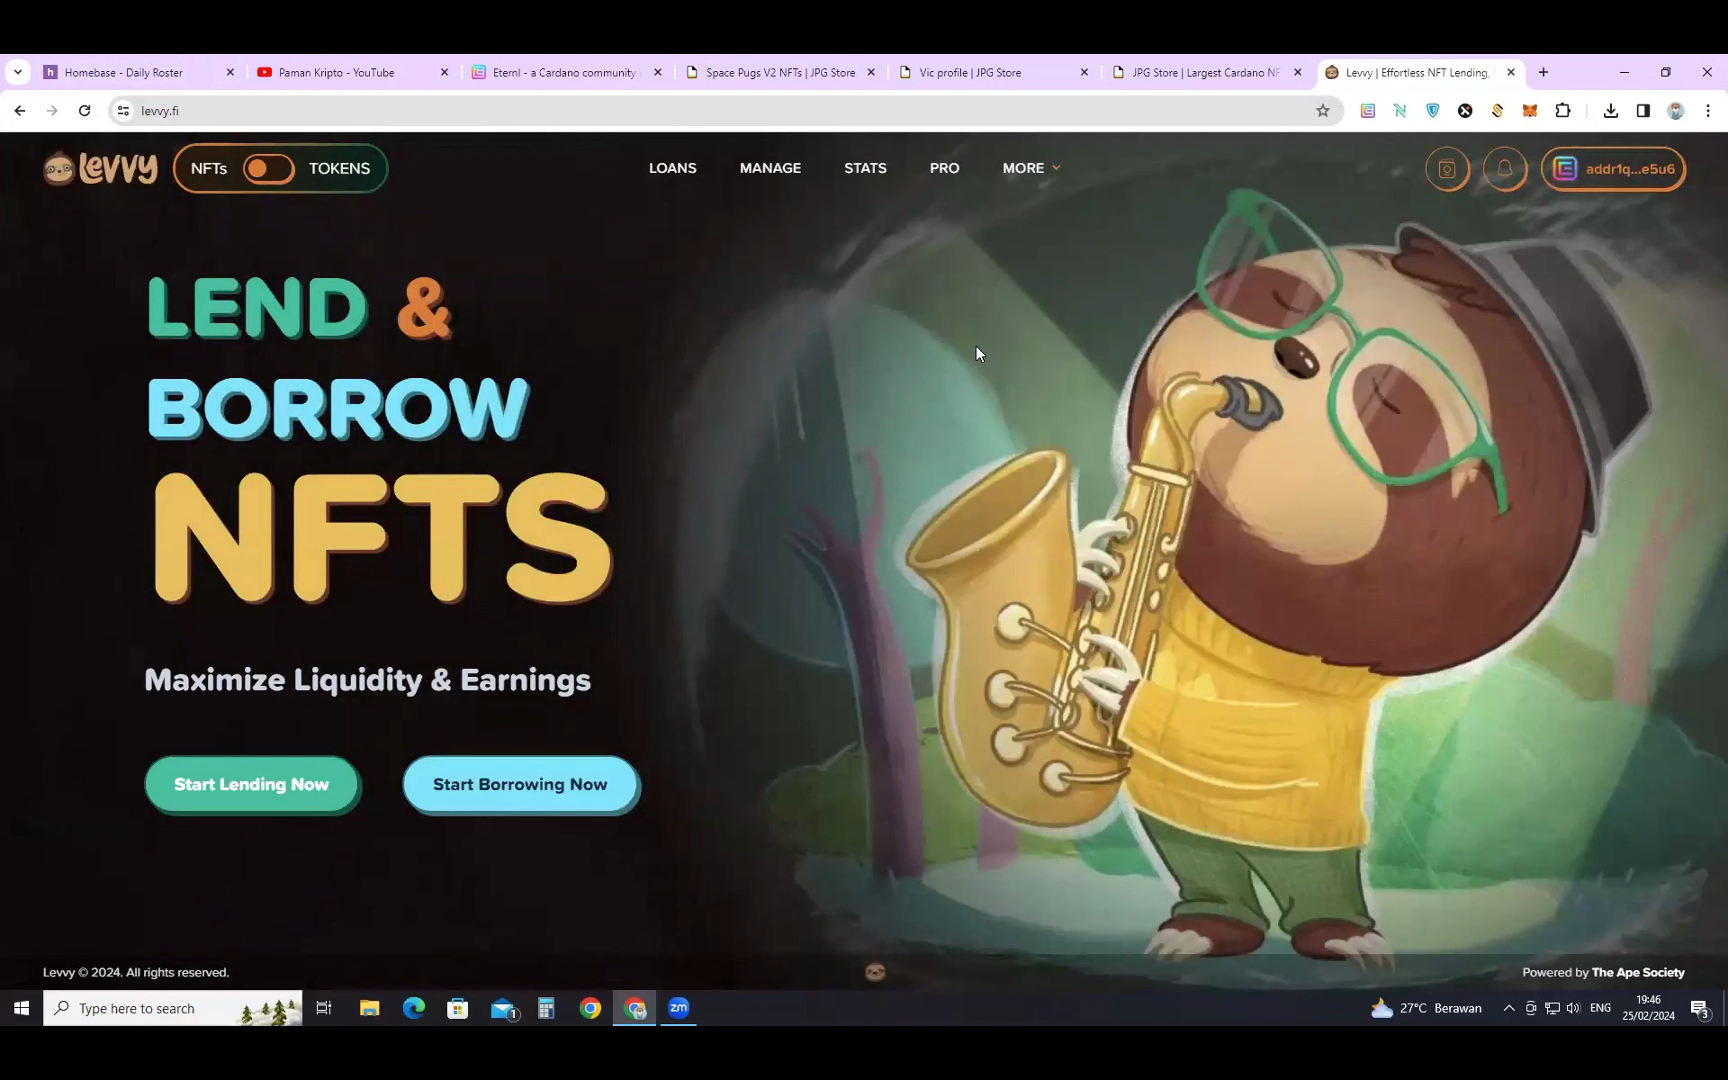 Homebase - Daily Roster
Paman Kripto - YouTube
Eternl - a Cardano community
Space Pugs V2 NFTs | JPG Store
Vic profile | JPG Store
JPG Store | Largest Cardano NF
Levvy | Effortless NFT Lending,
levvy.fi
levvy
NFTs
TOKENS
LOANS
MANAGE
STATS
PRO
MORE
addr1q...e5u6
LEND &
BORROW
NFTS
Maximize Liquidity & Earnings
Start Lending Now
Start Borrowing Now
Levvy © 2024. All rights reserved.
Powered by The Ape Society
Type here to search
1
zm
27°C Berawan
ENG
19:46
25/02/2024
3